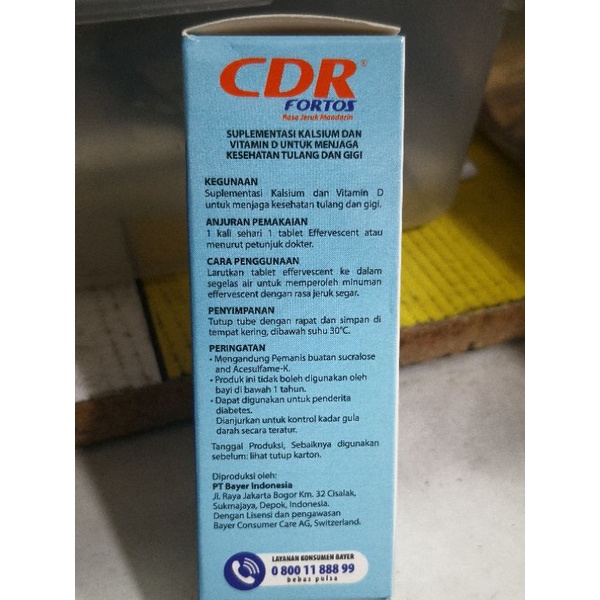 CDR®
FORTOS
Rasa Jeruk Mandarin
SUPLEMENTASI KALSIUM DAN
VITAMIN D UNTUK MENJAGA
KESEHATAN TULANG DAN GIGI
KEGUNAAN
Suplementasi Kalsium dan Vitamin D
untuk menjaga kesehatan tulang dan gigi.
ANJURAN PEMAKAIAN
1 kali sehari 1 tablet Effervescent atau
menurut petunjuk dokter.
CARA PENGGUNAAN
Larutkan tablet effervescent ke dalam
segelas air untuk memperoleh minuman
effervescent dengan rasa jeruk segar.
PENYIMPANAN
Tutup tube dengan rapat dan simpan di
tempat kering, dibawah suhu 30°C.
PERINGATAN
• Mengandung Pemanis buatan sucralose
and Acesulfame-K.
• Produk ini tidak boleh digunakan oleh
bayi di bawah 1 tahun.
• Dapat digunakan untuk penderita
diabetes.
Dianjurkan untuk kontrol kadar gula
darah secara teratur.
Tanggal Produksi, Sebaiknya digunakan
sebelum: lihat tutup karton.
Diproduksi oleh:
PT Bayer Indonesia
Jl. Raya Jakarta Bogor Km. 32 Cisalak,
Sukmajaya, Depok, Indonesia.
Dengan Lisensi dan pengawasan
Bayer Consumer Care AG, Switzerland.
LAYANAN KONSUMEN BAYER
0 800 11 888 99
bebas pulsa